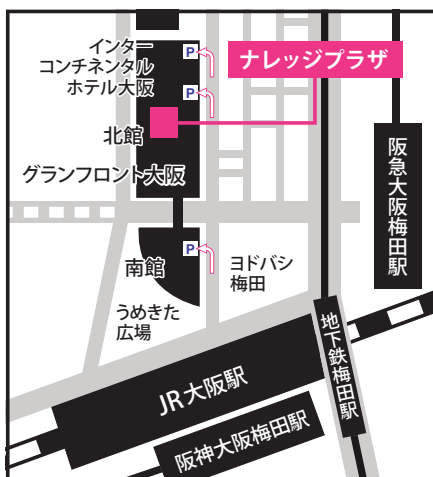 インター
コンチネンタル
ホテル大阪
P
ナレッジプラザ
P
北館
グランフロント大阪
阪急大阪梅田駅
P
南館
ヨドバシ
梅田
うめきた
広場
地下鉄梅田駅
JR大阪駅
阪神大阪梅田駅